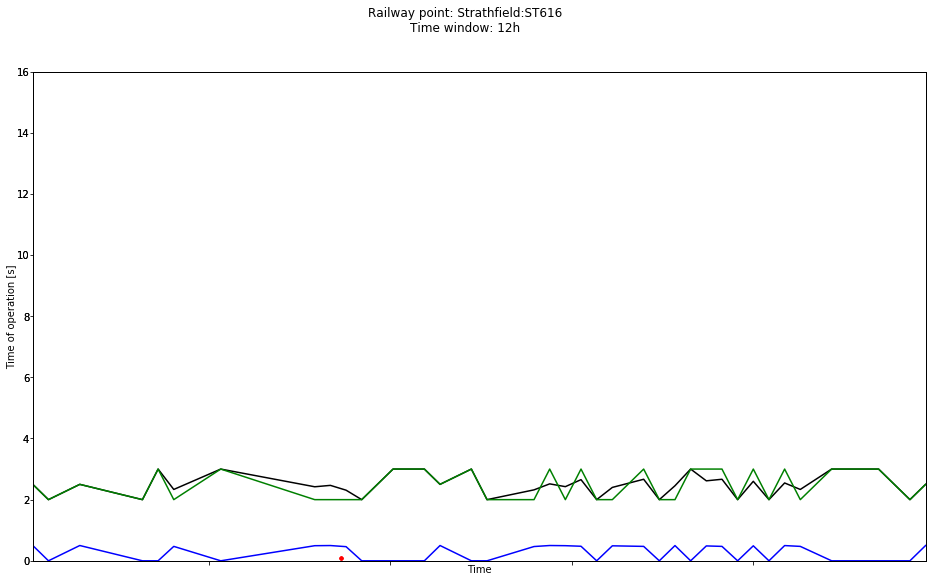 Railway point: Strathfield:ST616
Time window: 12h
16
14
12
10
8
6
4
2
0
Time of operation [s]
Time